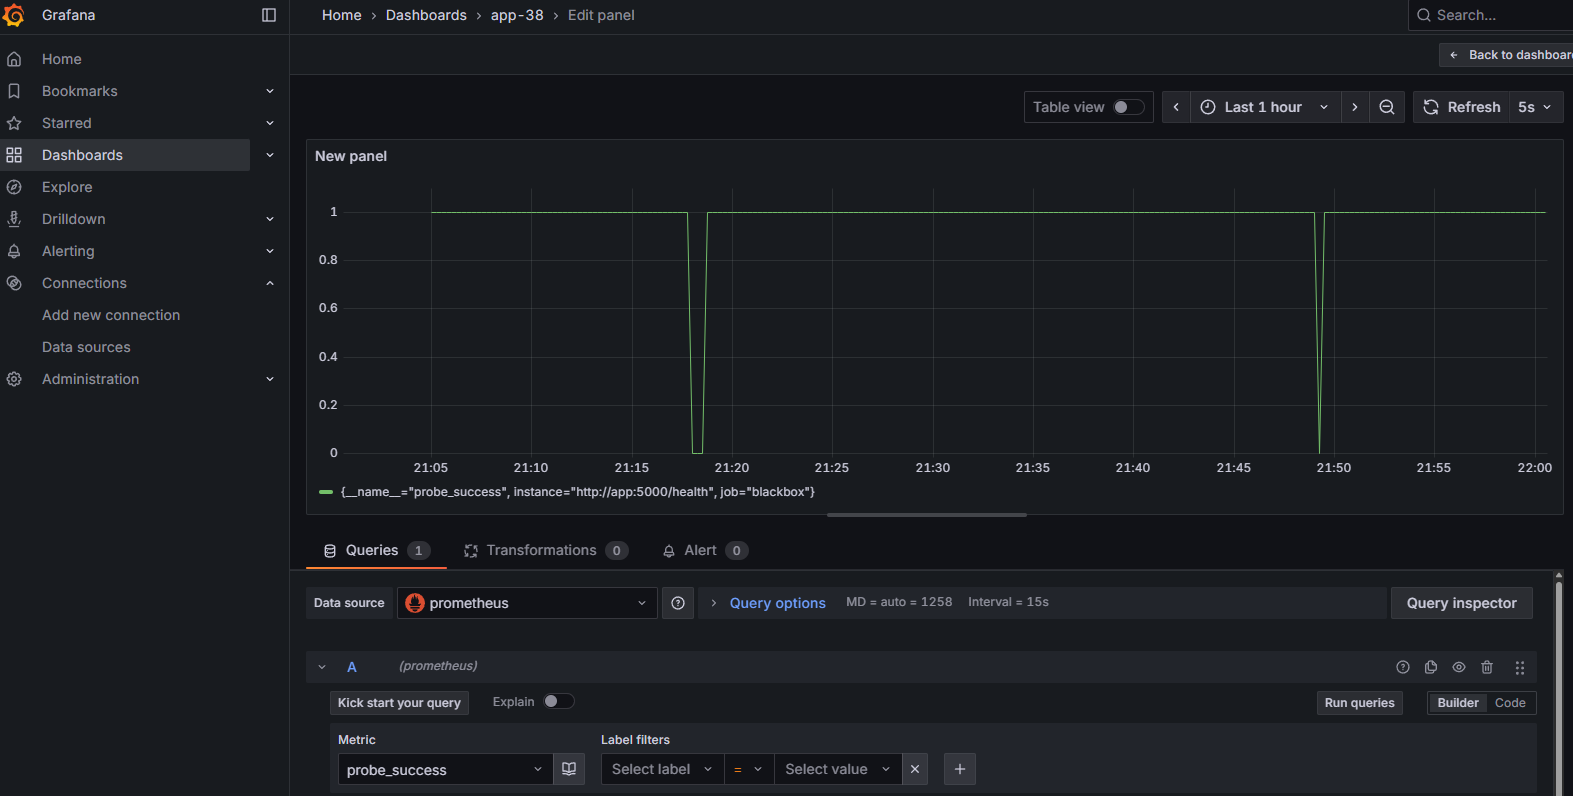 Grafana
Home › Dashboards › app-38 › Edit panel
Search...
Back to dashboar
Home
Bookmarks
Starred
Dashboards
Explore
Drilldown
Alerting
Connections
Add new connection
Data sources
Administration
Table view
Last 1 hour
Refresh
5s
New panel
1
0.8
0.6
0.4
0.2
0
21:05 21:10 21:15 21:20 21:25 21:30 21:35 21:40 21:45 21:50 21:55 22:00
{__name__="probe_success", instance="http://app:5000/health", job="blackbox"}
Queries 1 Transformations 0 Alert 0
Data source prometheus Query options MD = auto = 1258 Interval = 15s Query inspector
A (prometheus)
Kick start your query Explain Run queries Builder Code
Metric Label filters
probe_success Select label = Select value